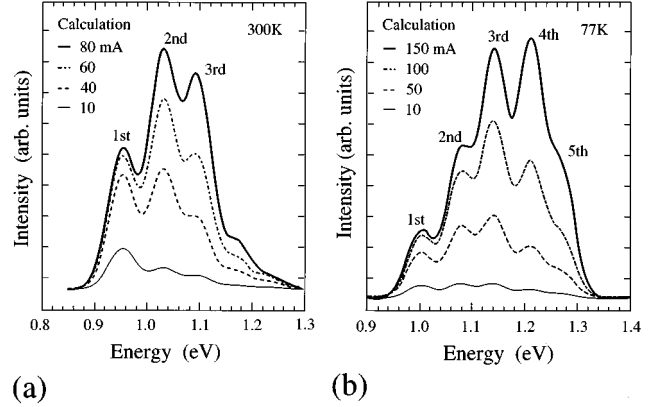 Calculation
80 mA
60
40
10
300K
1st
2nd
3rd
Intensity (arb. units)
0.8 0.9 1.0 1.1 1.2 1.3
Energy (eV)
(a)
Calculation
150 mA
100
50
10
77K
1st
2nd
3rd
4th
5th
Intensity (arb. units)
0.9 1.0 1.1 1.2 1.3 1.4
Energy (eV)
(b)